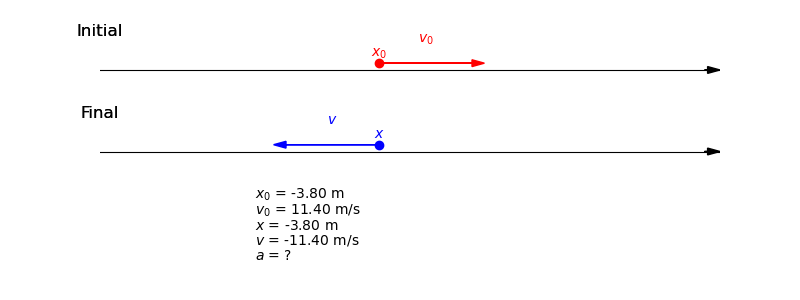 Initial
v₀
x₀
Final
v
x
x₀ = -3.80 m
v₀ = 11.40 m/s
x = -3.80 m
v = -11.40 m/s
a = ?